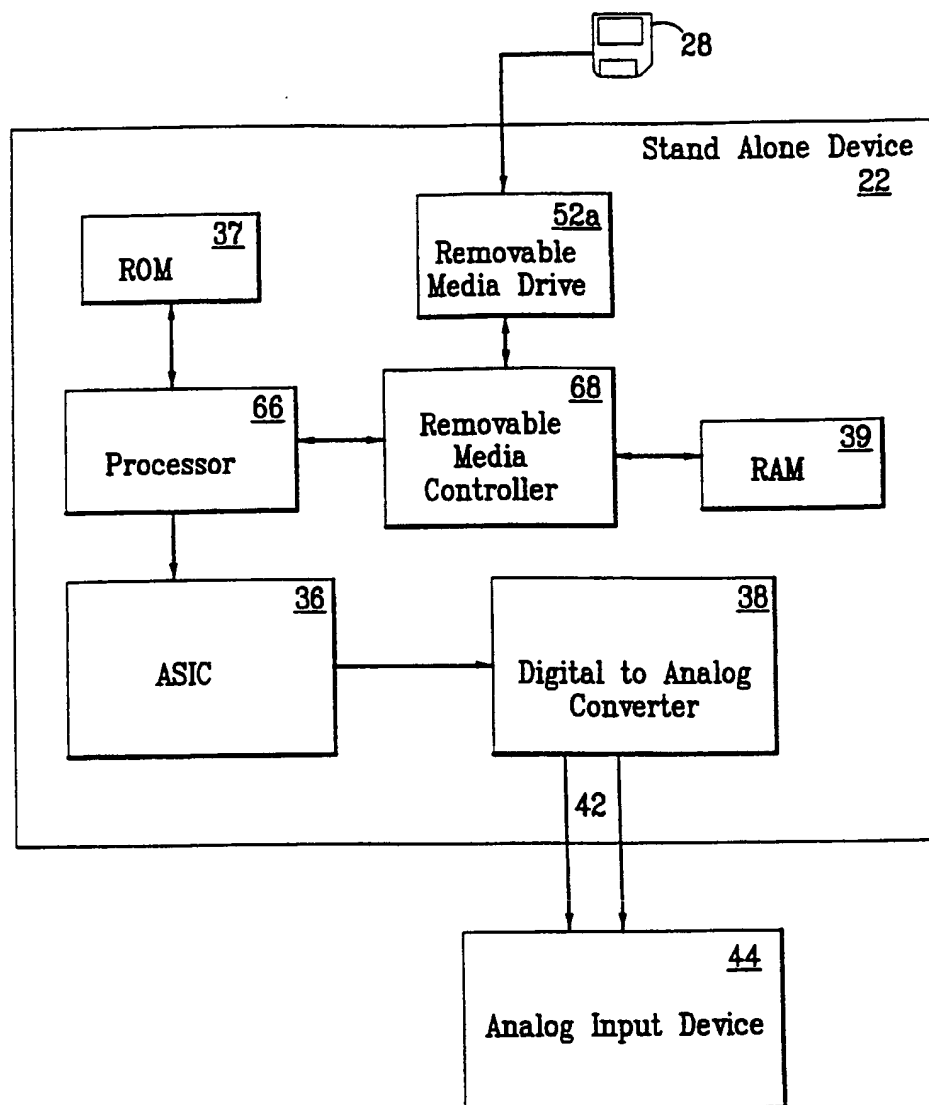 28
Stand Alone Device
22
52a
Removable
Media Drive
37
ROM
66
Processor
68
Removable
Media
Controller
39
RAM
36
ASIC
38
Digital to Analog
Converter
42
44
Analog Input Device